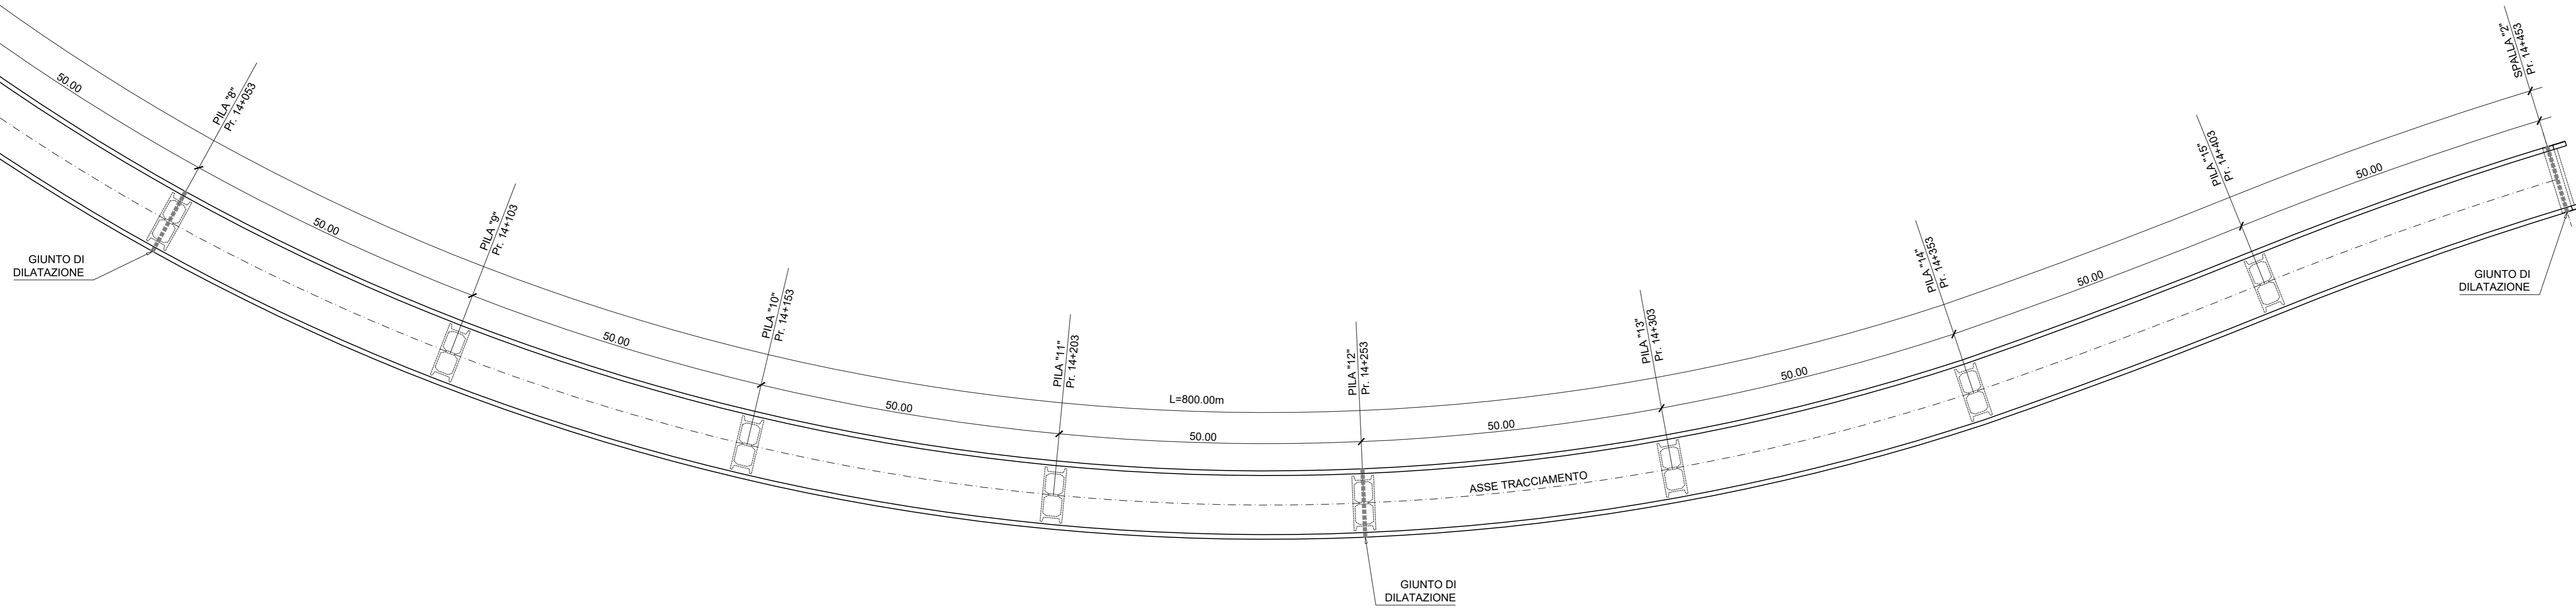 50.00
PILA "8"
Pr. 14+053
GIUNTO DI
DILATAZIONE
50.00
PILA "9"
Pr. 14+103
50.00
PILA "10"
Pr. 14+153
50.00
PILA "11"
Pr. 14+203
L=800.00m
50.00
PILA "12"
Pr. 14+253
GIUNTO DI
DILATAZIONE
50.00
ASSE TRACCIAMENTO
PILA "13"
Pr. 14+303
50.00
PILA "14"
Pr. 14+353
50.00
PILA "15"
Pr. 14+403
50.00
SPALLA "2"
Pr. 14+453
GIUNTO DI
DILATAZIONE